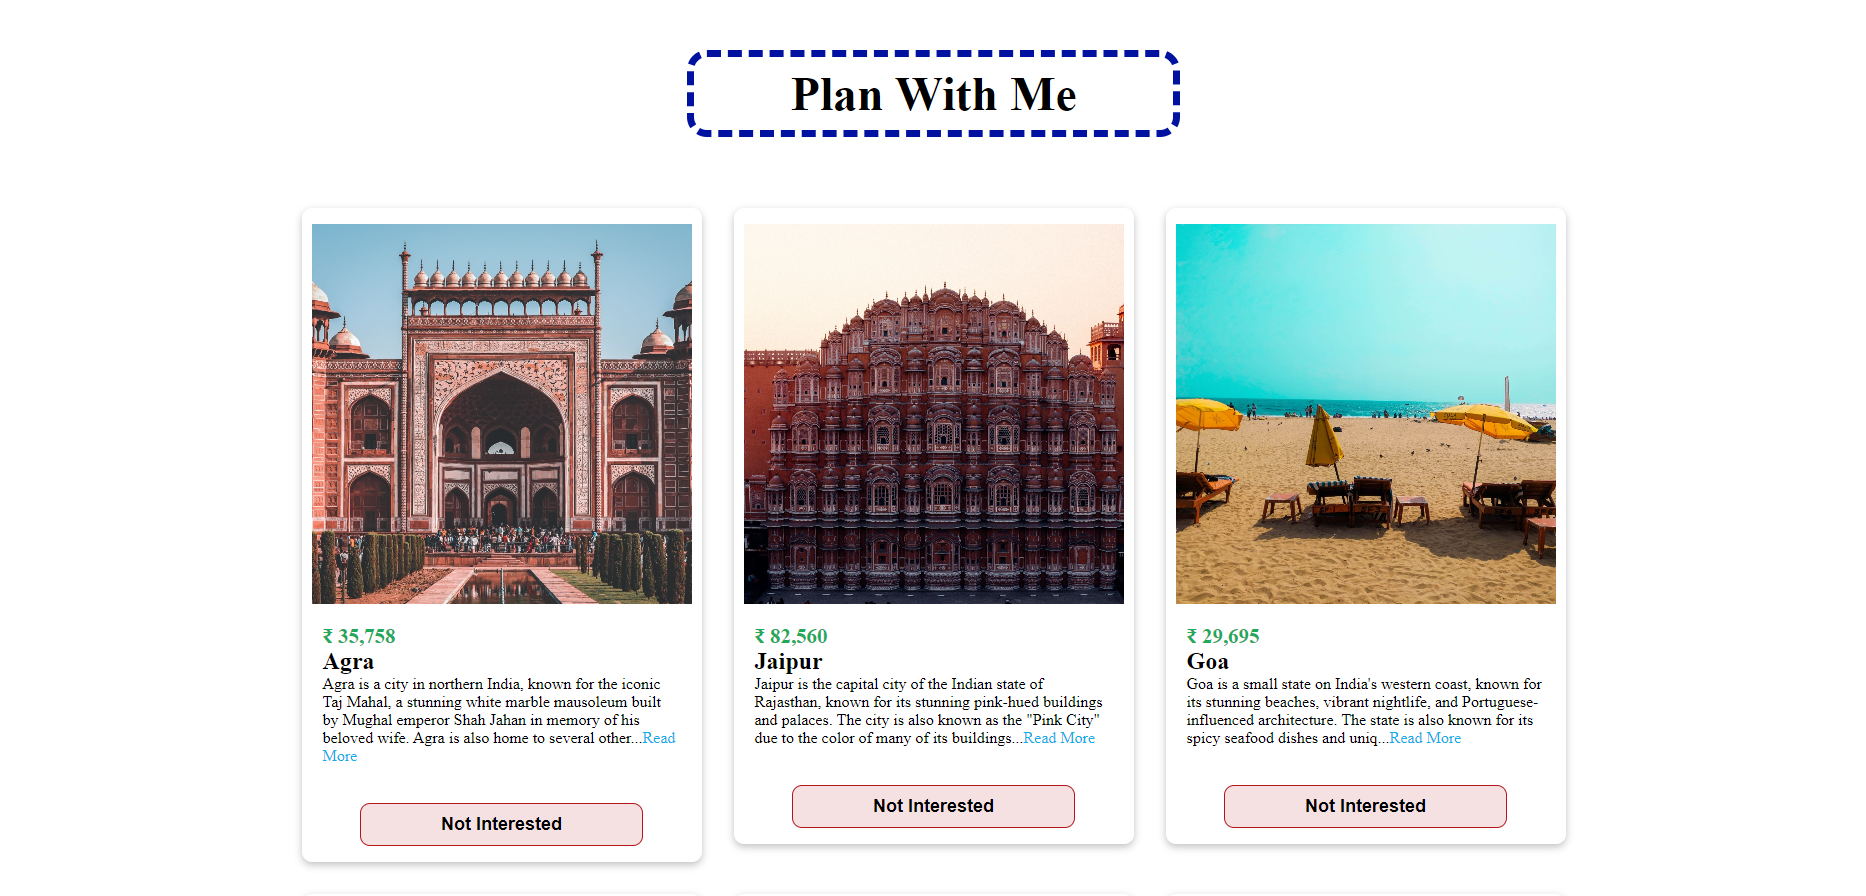 Plan With Me
₹ 35,758
Agra
Agra is a city in northern India, known for the iconic
Taj Mahal, a stunning white marble mausoleum built
by Mughal emperor Shah Jahan in memory of his
beloved wife. Agra is also home to several other...Read
More
Not Interested
₹ 82,560
Jaipur
Jaipur is the capital city of the Indian state of
Rajasthan, known for its stunning pink-hued buildings
and palaces. The city is also known as the "Pink City"
due to the color of many of its buildings...Read More
Not Interested
₹ 29,695
Goa
Goa is a small state on India's western coast, known for
its stunning beaches, vibrant nightlife, and Portuguese-
influenced architecture. The state is also known for its
spicy seafood dishes and uniq...Read More
Not Interested